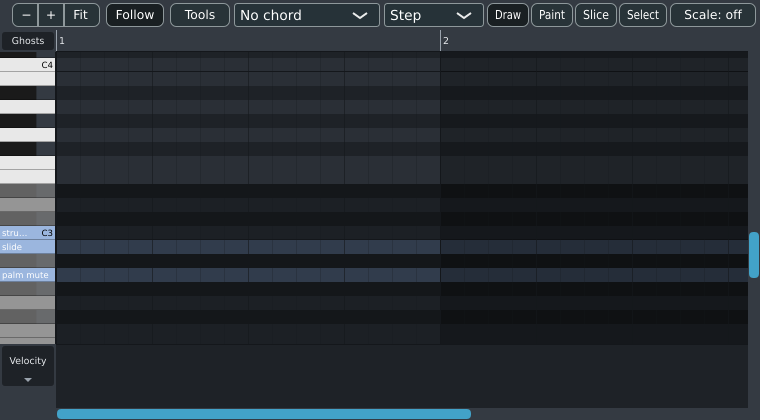 − + Fit Follow Tools No chord Step Draw Paint Slice Select Scale: off
Ghosts 1 2
C4
stru... C3
slide
palm mute
Velocity